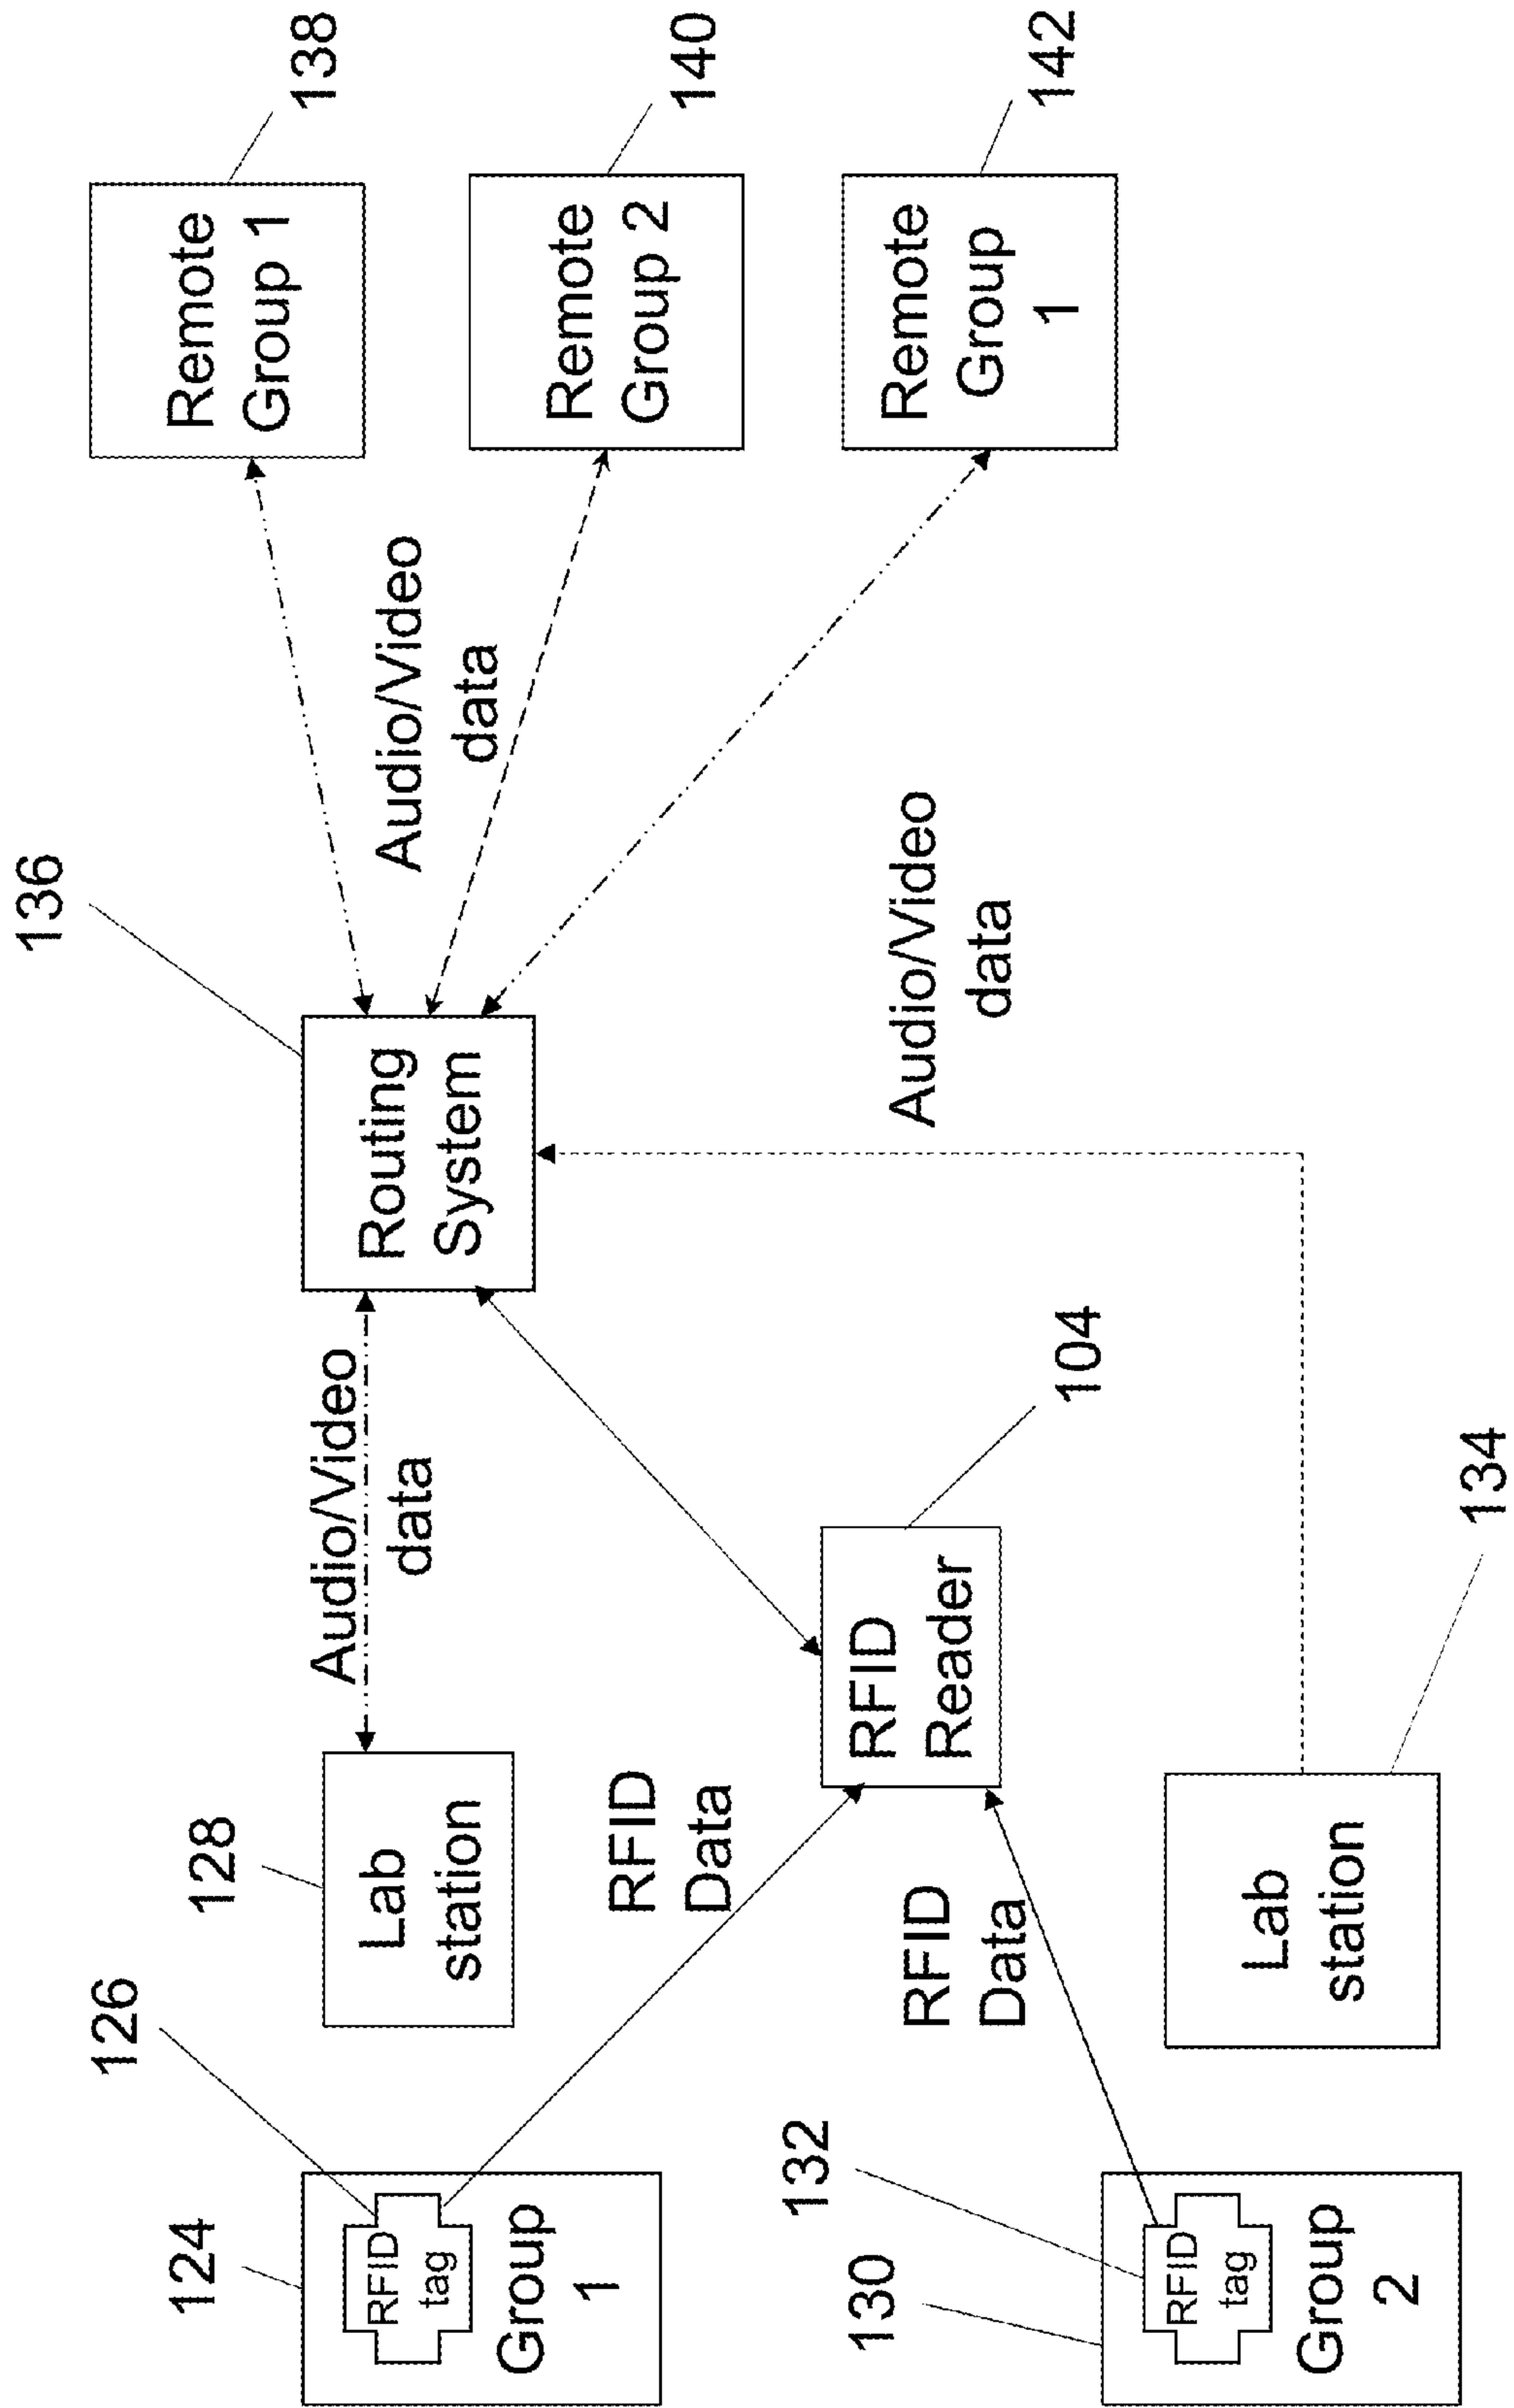 124
126
RFID
tag
Group
1
128
Lab
station
Audio/Video
data
136
Routing
System
138
Remote
Group 1
Audio/Video
data
140
Remote
Group 2
142
Remote
Group
1
RFID
Data
104
RFID
Reader
RFID
Data
130
132
RFID
tag
Group
2
134
Lab
station
Audio/Video
data